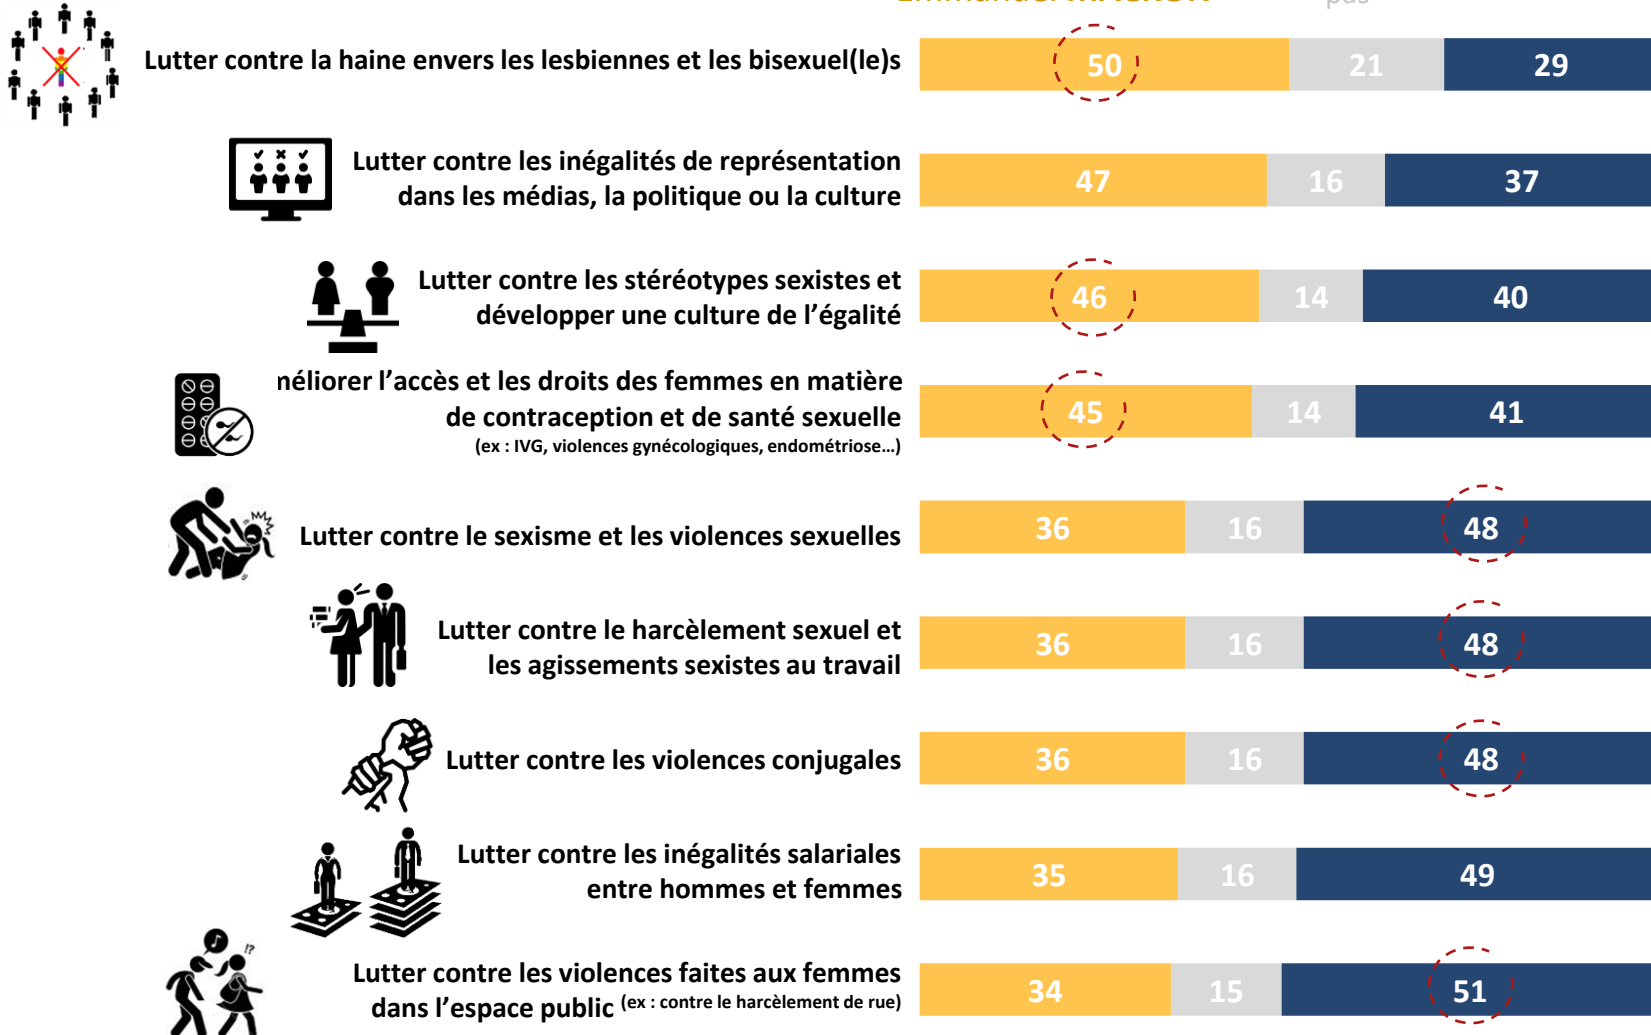 pas
Lutter contre la haine envers les lesbiennes et les bisexuel(le)s
50 21 29
Lutter contre les inégalités de représentation
dans les médias, la politique ou la culture
47 16 37
Lutter contre les stéréotypes sexistes et
développer une culture de l’égalité
46 14 40
méliorer l’accès et les droits des femmes en matière
de contraception et de santé sexuelle
(ex : IVG, violences gynécologiques, endométriose…)
45 14 41
Lutter contre le sexisme et les violences sexuelles
36 16 48
Lutter contre le harcèlement sexuel et
les agissements sexistes au travail
36 16 48
Lutter contre les violences conjugales
36 16 48
Lutter contre les inégalités salariales
entre hommes et femmes
35 16 49
!?
Lutter contre les violences faites aux femmes
dans l’espace public (ex : contre le harcèlement de rue)
34 15 51